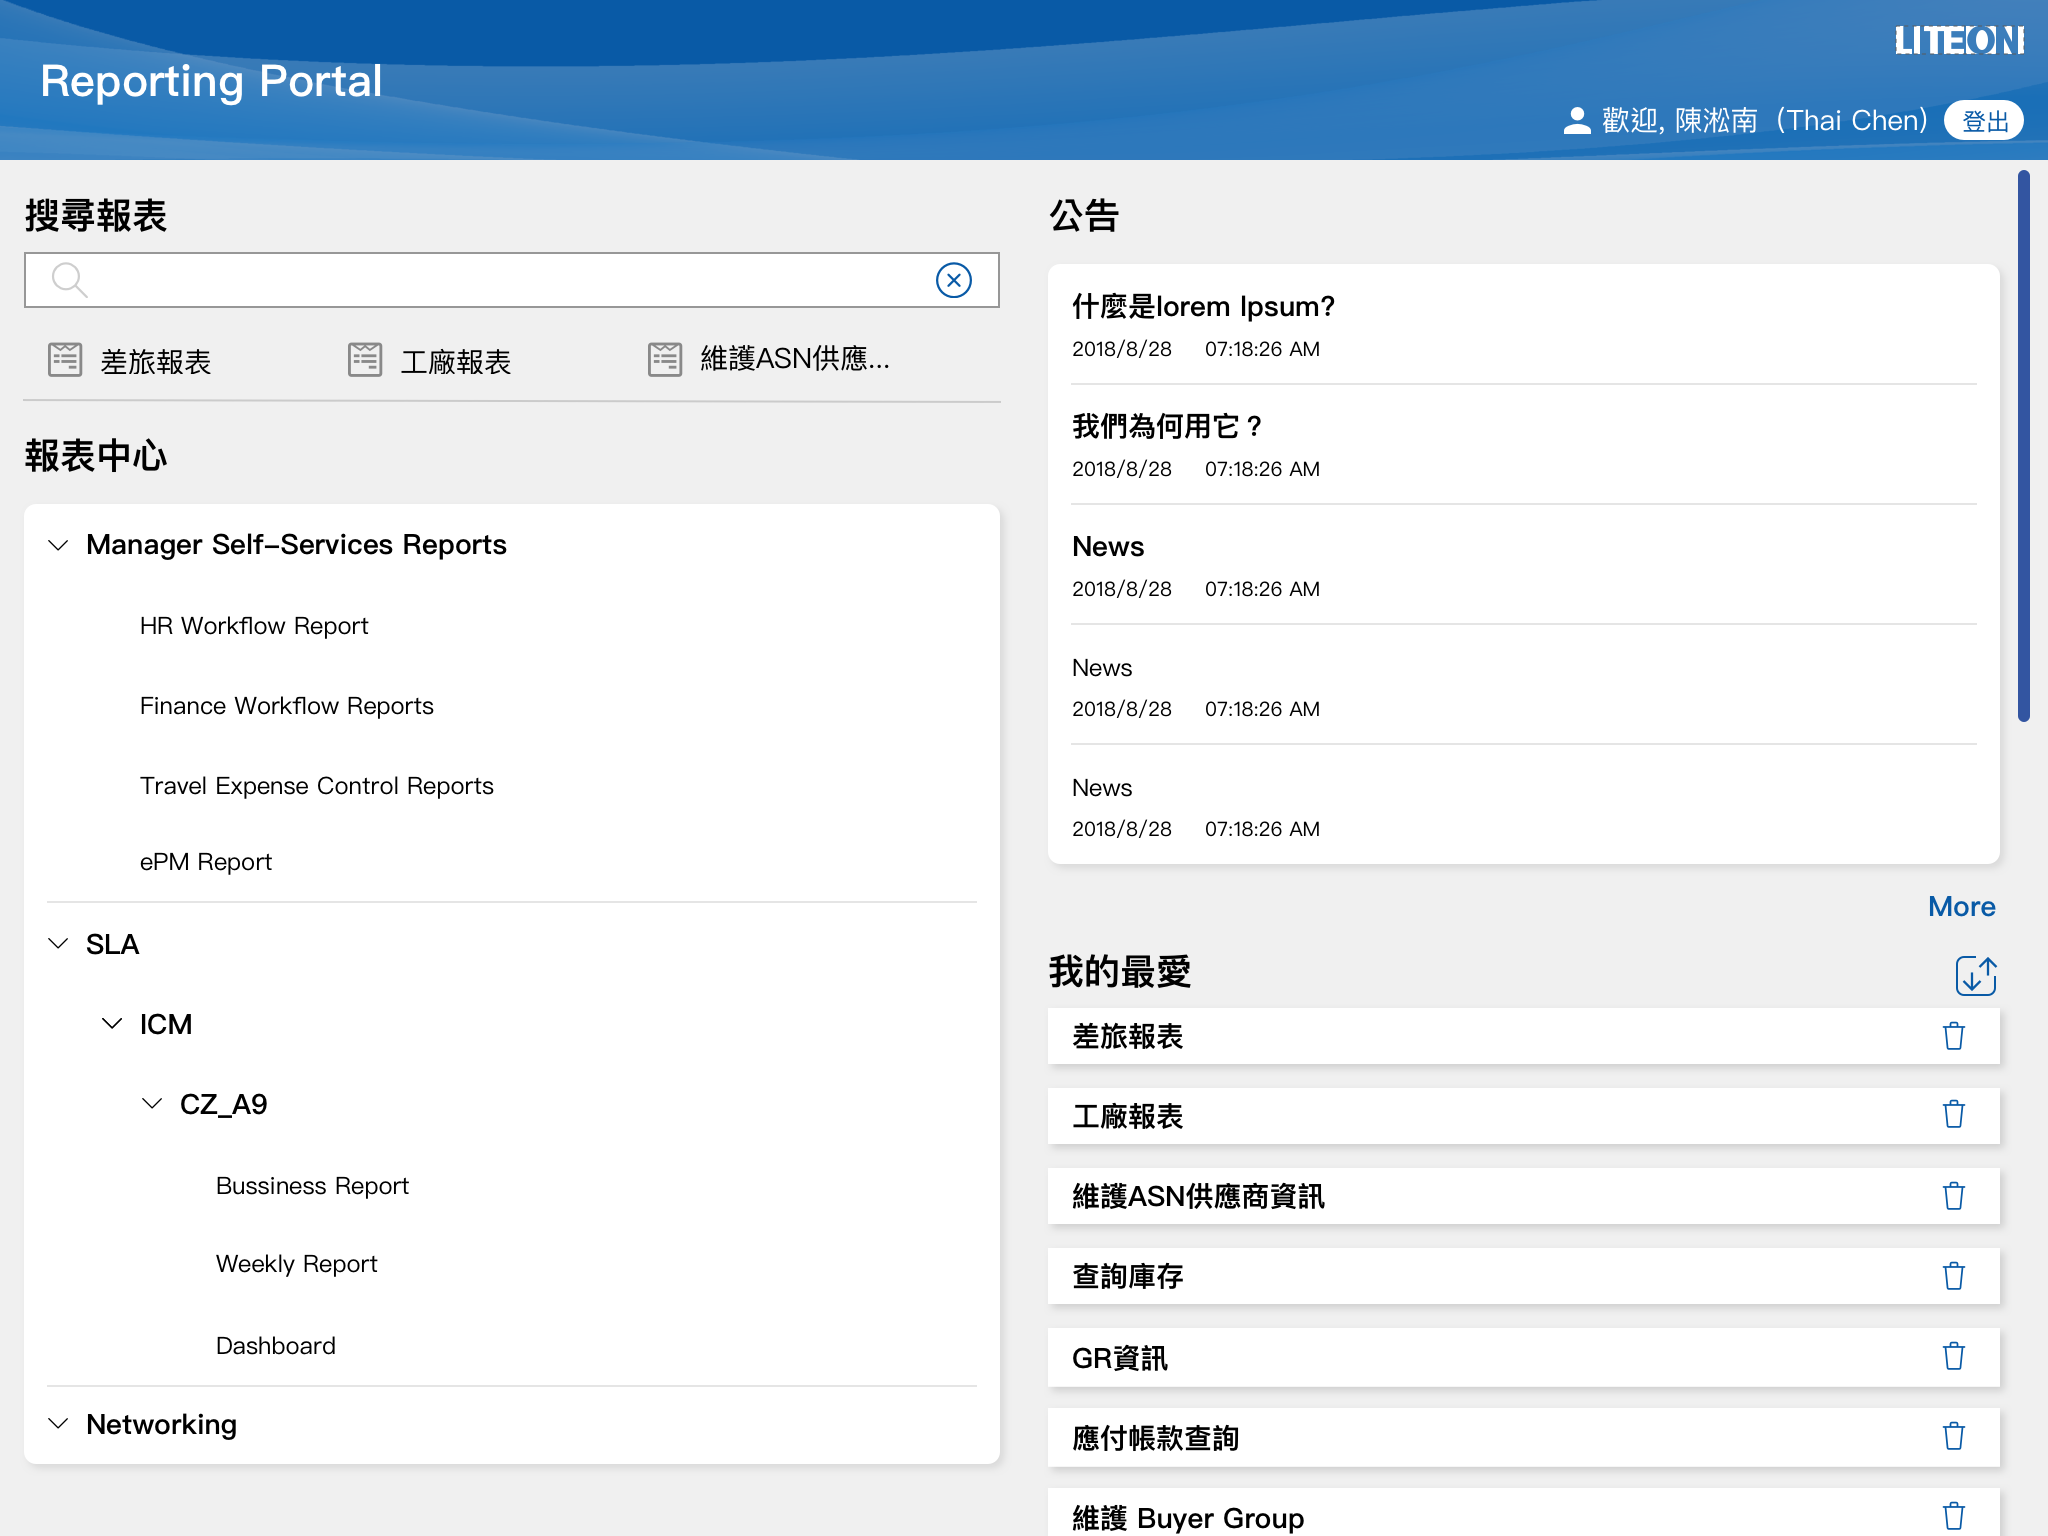 LITEON
Reporting Portal
歡迎, 陳淞南（Thai Chen）
登出
搜尋報表
差旅報表
工廠報表
維護ASN供應...
報表中心
Manager Self-Services Reports
HR Workflow Report
Finance Workflow Reports
Travel Expense Control Reports
ePM Report
SLA
ICM
CZ_A9
Bussiness Report
Weekly Report
Dashboard
Networking
公告
什麼是lorem Ipsum?
2018/8/28 07:18:26 AM
我們為何用它？
2018/8/28 07:18:26 AM
News
2018/8/28 07:18:26 AM
News
2018/8/28 07:18:26 AM
News
2018/8/28 07:18:26 AM
More
我的最愛
差旅報表
工廠報表
維護ASN供應商資訊
查詢庫存
GR資訊
應付帳款查詢
維護 Buyer Group